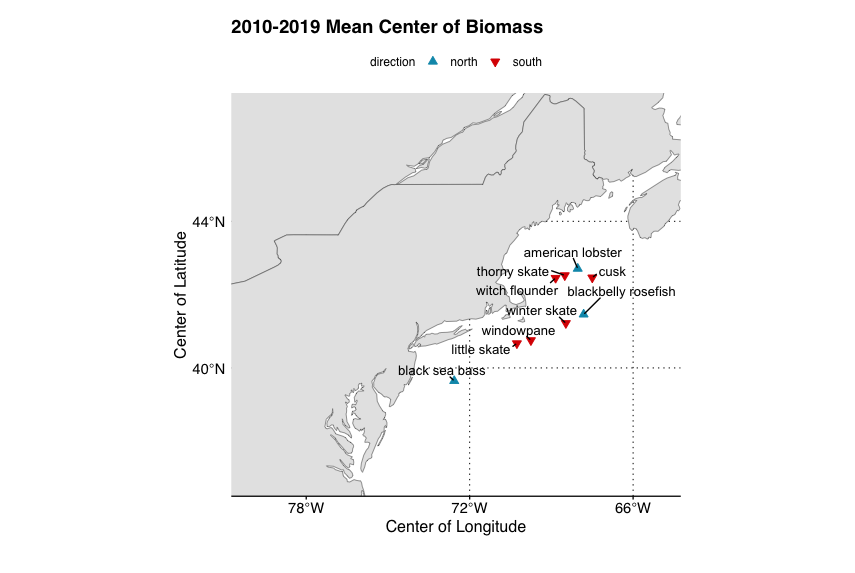 2010-2019 Mean Center of Biomass
direction north south
44°N
american lobster
thorny skate
cusk
witch flounder
blackbelly rosefish
winter skate
windowpane
little skate
40°N
black sea bass
78°W 72°W 66°W
Center of Longitude
Center of Latitude